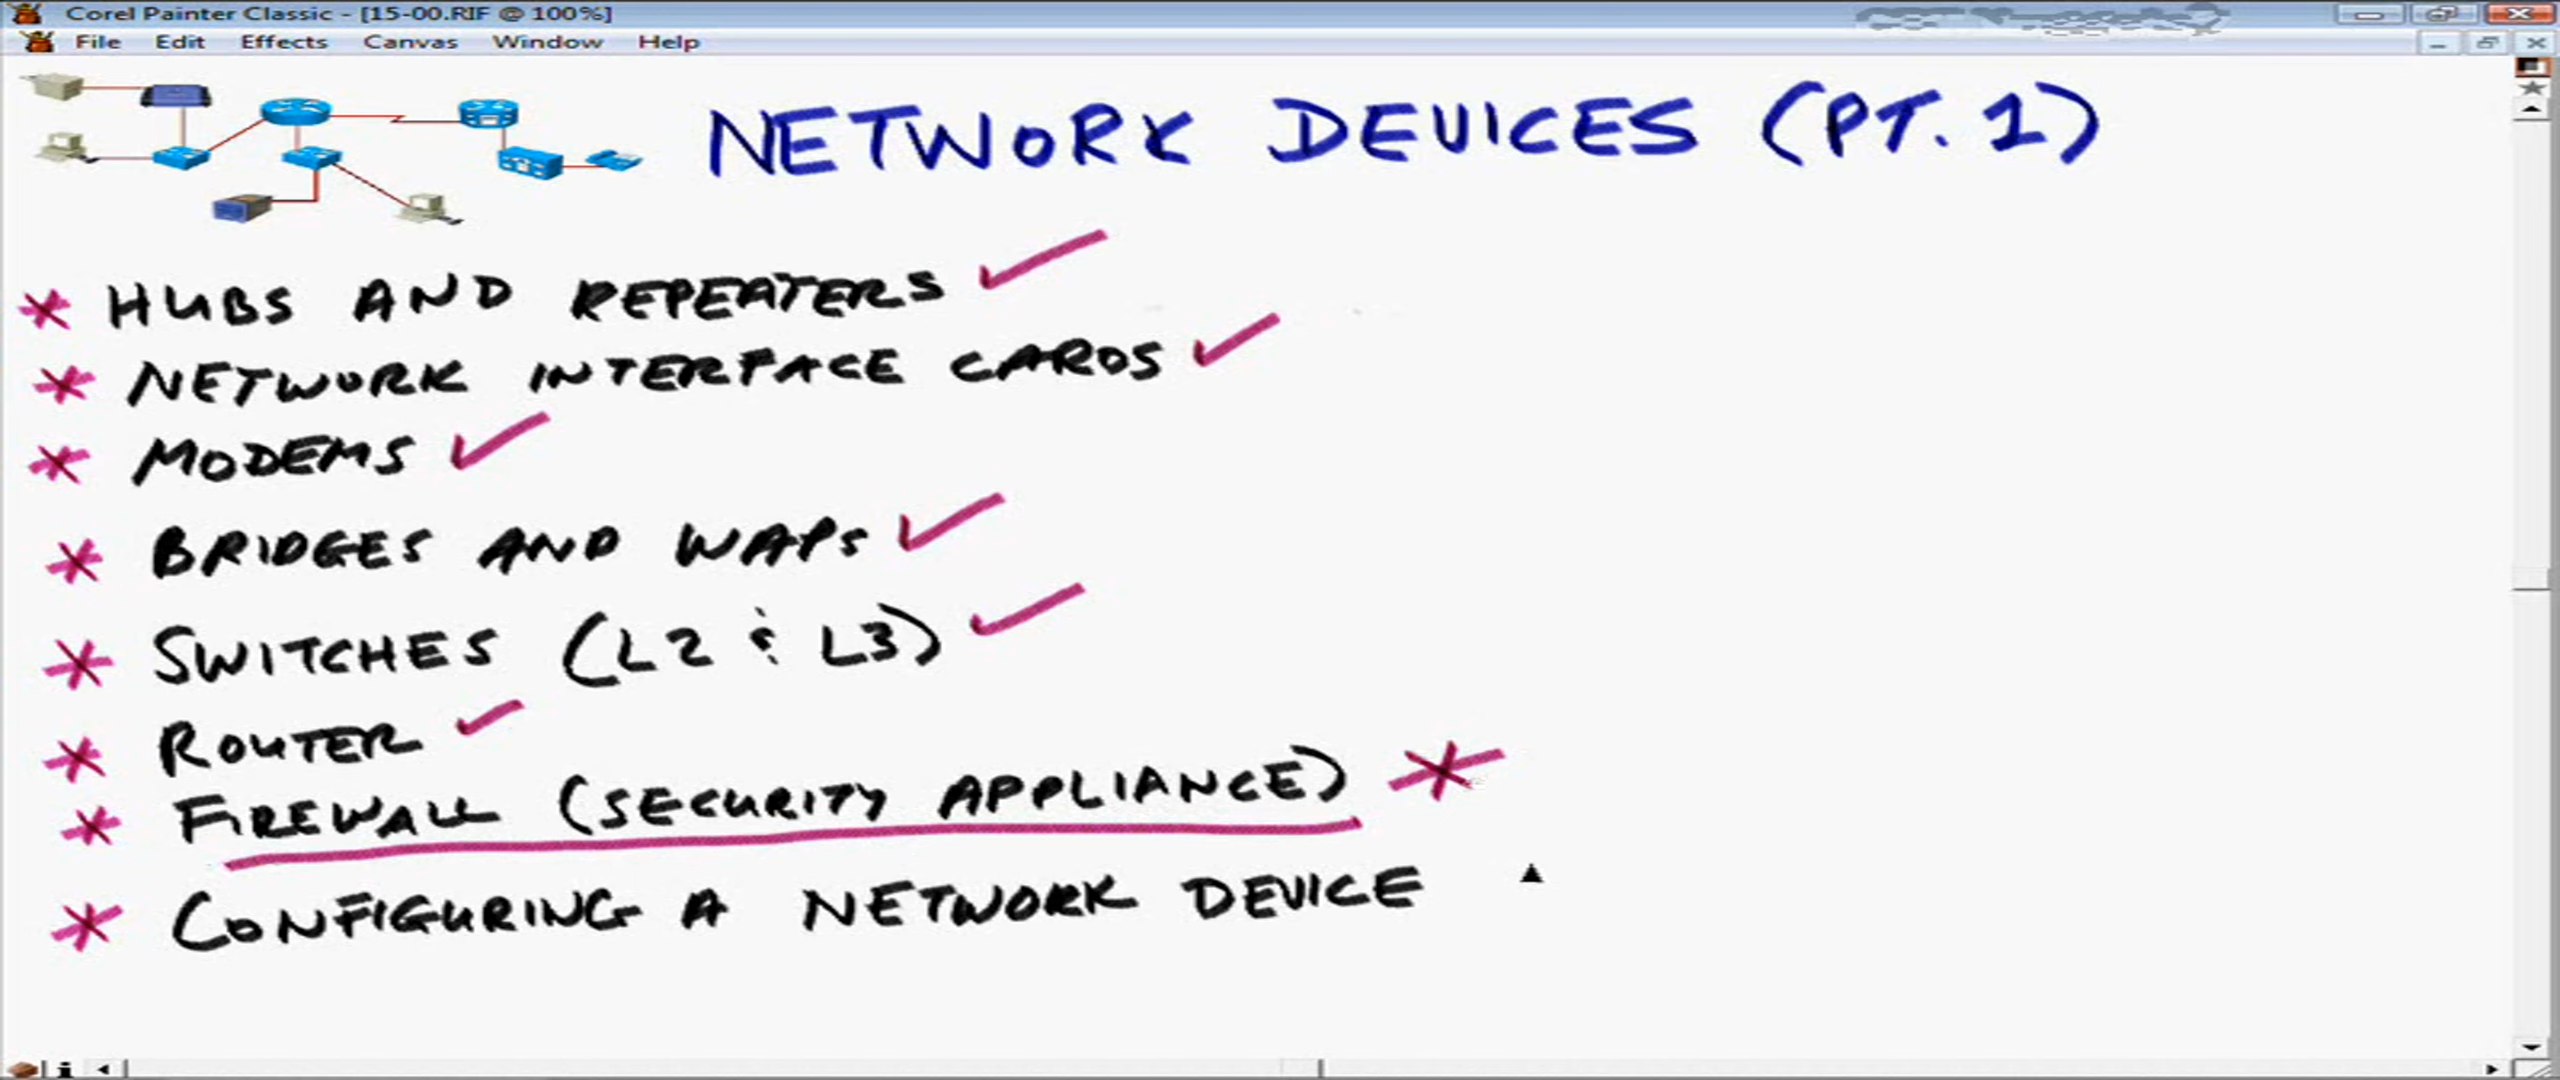 Corel Painter Classic - [15-00.RIF @ 100%]
File Edit Effects Canvas Window Help
NETWORK DEVICES (PT. 1)
* HUBS AND REPEATERS ✓
* NETWORK INTERFACE CARDS ✓
* MODEMS ✓
* BRIDGES AND WAPs ✓
* SWITCHES (L2 & L3) ✓
* ROUTER ✓
* FIREWALL (SECURITY APPLIANCE) *
* CONFIGURING A NETWORK DEVICE